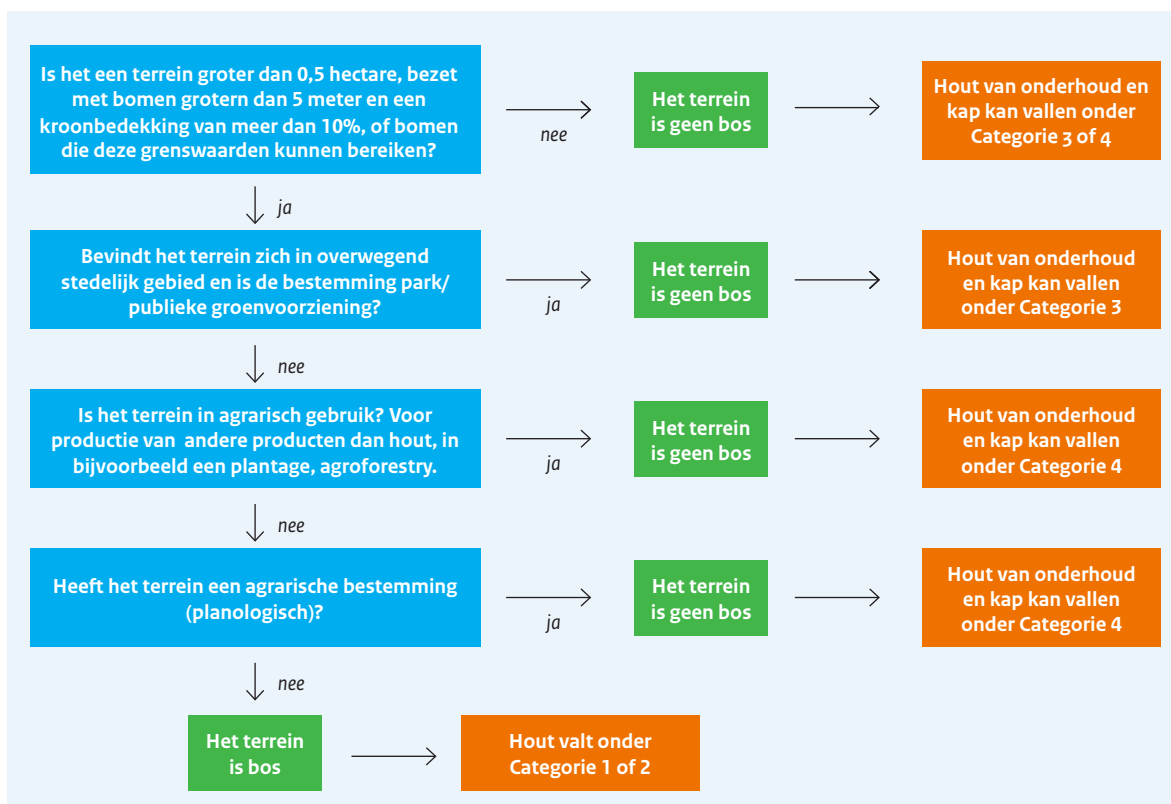 Is het een terrein groter dan 0,5 hectare, bezet
met bomen grotern dan 5 meter en een
kroonbedekking van meer dan 10%, of bomen
die deze grenswaarden kunnen bereiken?
nee
Het terrein
is geen bos
Hout van onderhoud en
kap kan vallen onder
Categorie 3 of 4
ja
Bevindt het terrein zich in overwegend
stedelijk gebied en is de bestemming park/
publieke groenvoorziening?
ja
Het terrein
is geen bos
Hout van onderhoud
en kap kan vallen
onder Categorie 3
nee
Is het terrein in agrarisch gebruik? Voor
productie van andere producten dan hout, in
bijvoorbeeld een plantage, agroforestry.
ja
Het terrein
is geen bos
Hout van onderhoud
en kap kan vallen
onder Categorie 4
nee
Heeft het terrein een agrarische bestemming
(planologisch)?
ja
Het terrein
is geen bos
Hout van onderhoud
en kap kan vallen
onder Categorie 4
nee
Het terrein
is bos
Hout valt onder
Categorie 1 of 2